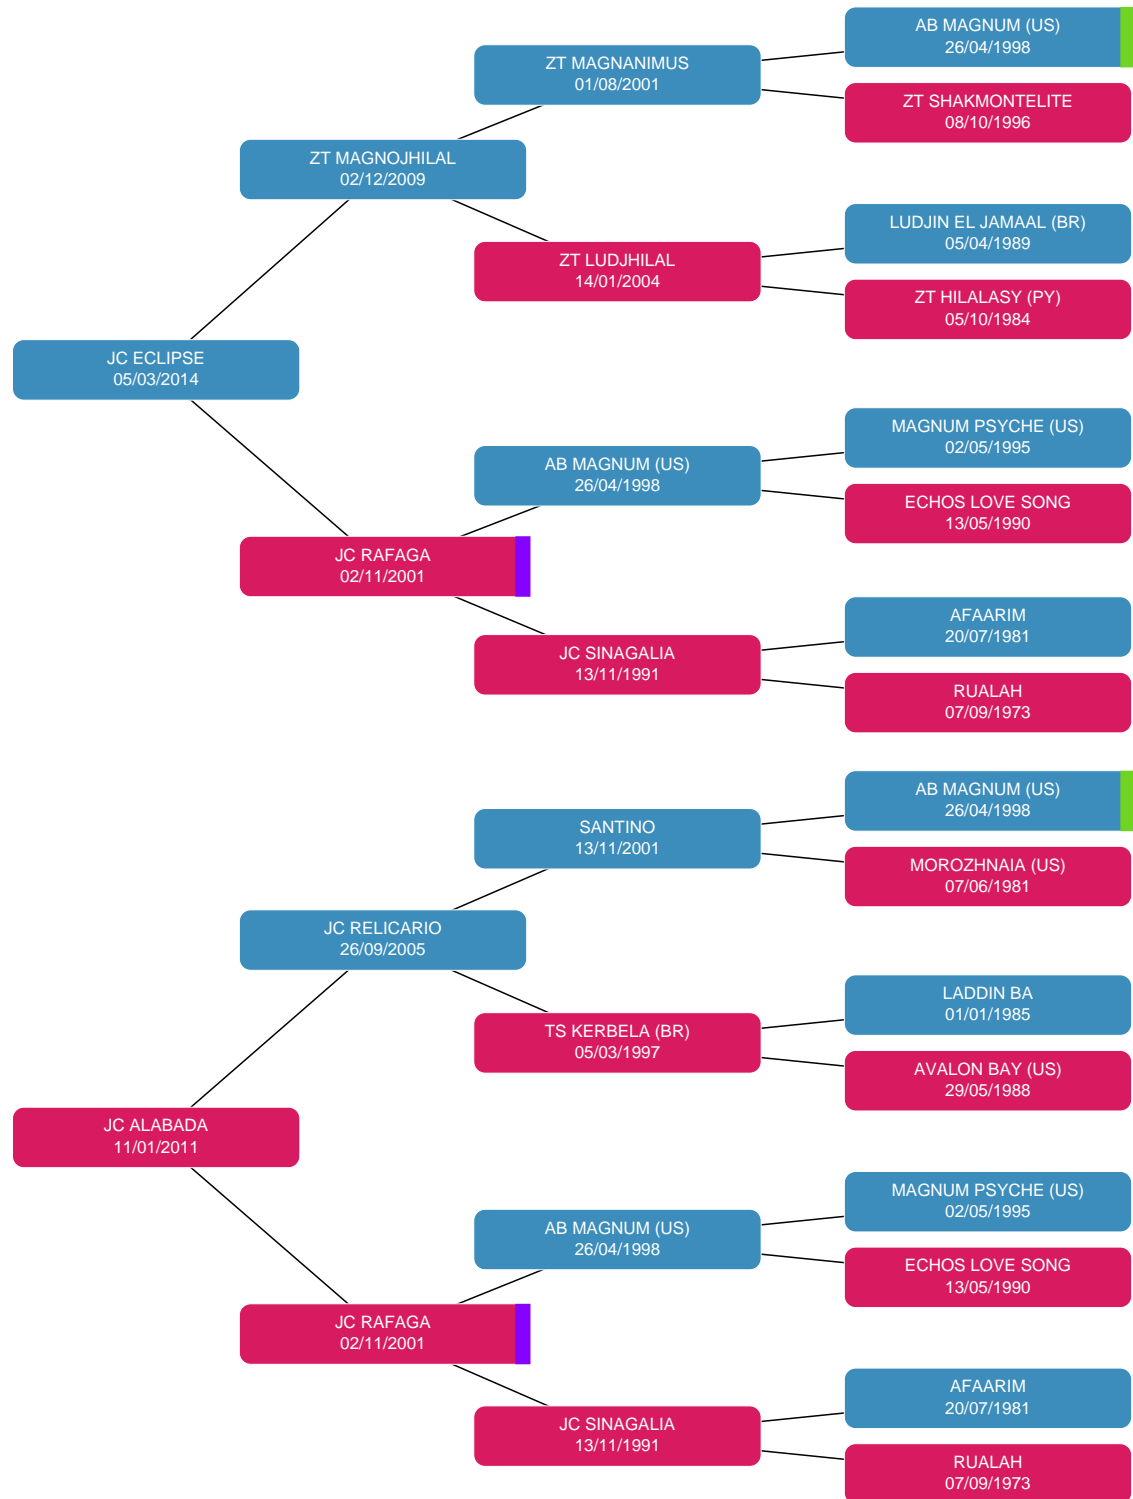 AB MAGNUM (US)
26/04/1998
ZT MAGNANIMUS
01/08/2001
ZT SHAKMONTELITE
08/10/1996
ZT MAGNOJHILAL
02/12/2009
LUDJIN EL JAMAAL (BR)
05/04/1989
ZT LUDJHILAL
14/01/2004
ZT HILALASY (PY)
05/10/1984
JC ECLIPSE
05/03/2014
MAGNUM PSYCHE (US)
02/05/1995
AB MAGNUM (US)
26/04/1998
ECHOS LOVE SONG
13/05/1990
JC RAFAGA
02/11/2001
AFAARIM
20/07/1981
JC SINAGALIA
13/11/1991
RUALAH
07/09/1973
AB MAGNUM (US)
26/04/1998
SANTINO
13/11/2001
MOROZHNAIA (US)
07/06/1981
JC RELICARIO
26/09/2005
LADDIN BA
01/01/1985
TS KERBELA (BR)
05/03/1997
AVALON BAY (US)
29/05/1988
JC ALABADA
11/01/2011
MAGNUM PSYCHE (US)
02/05/1995
AB MAGNUM (US)
26/04/1998
ECHOS LOVE SONG
13/05/1990
JC RAFAGA
02/11/2001
AFAARIM
20/07/1981
JC SINAGALIA
13/11/1991
RUALAH
07/09/1973